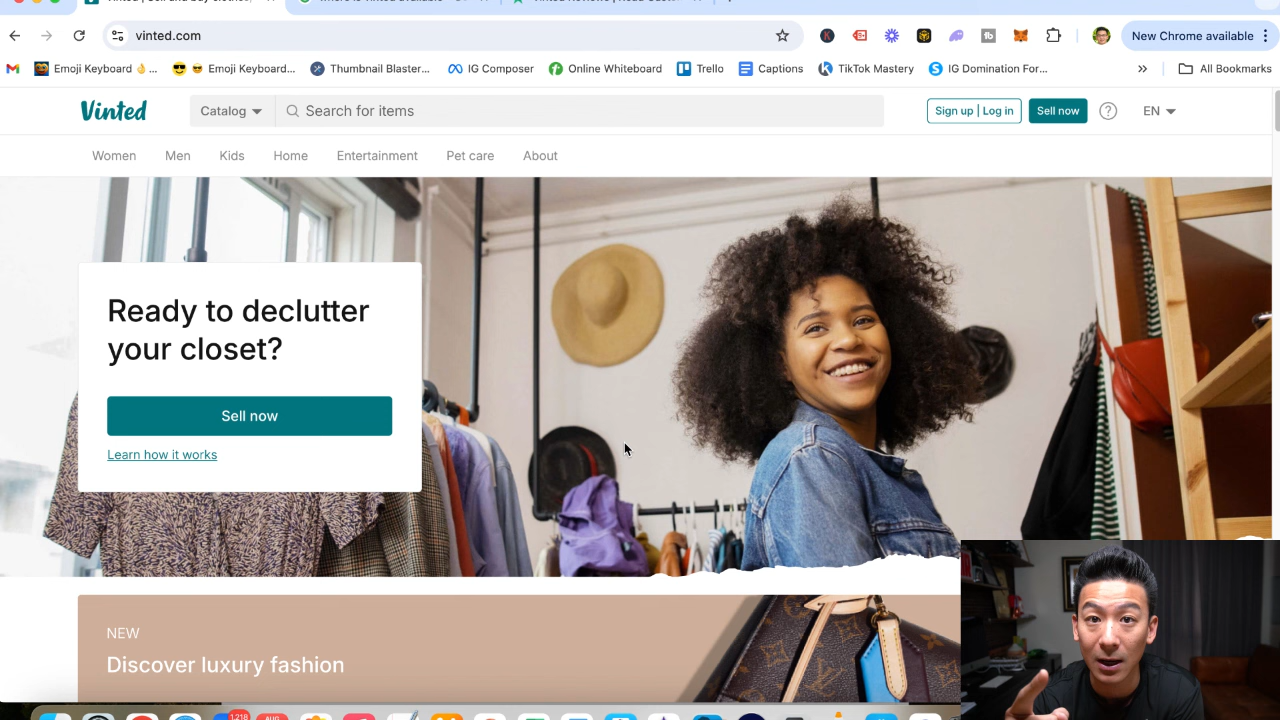 vinted.com
New Chrome available
Emoji Keyboard 👌 ...
😎 Emoji Keyboard...
Thumbnail Blaster...
IG Composer
Online Whiteboard
Trello
Captions
TikTok Mastery
IG Domination For...
All Bookmarks
Vinted
Catalog
Search for items
Sign up | Log in
Sell now
EN
Women
Men
Kids
Home
Entertainment
Pet care
About
Ready to declutter
your closet?
Sell now
Learn how it works
NEW
Discover luxury fashion
1,218
AUG